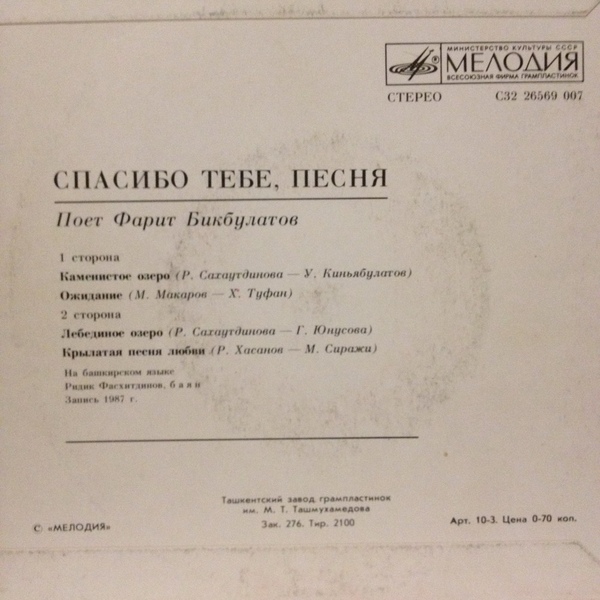 МИНИСТЕРСТВО КУЛЬТУРЫ СССР
МЕЛОДИЯ
ВСЕСОЮЗНАЯ ФИРМА ГРАМПЛАСТИНОК
СТЕРЕО С32 26569 007
СПАСИБО ТЕБЕ, ПЕСНЯ
Поет Фарит Бикбулатов
1 сторона
Каменистое озеро (Р. Сахаутдинова — У. Киньябулатов)
Ожидание (М. Макаров — Х. Туфан)
2 сторона
Лебединое озеро (Р. Сахаутдинова — Г. Юнусова)
Крылатая песня любви (Р. Хасанов — М. Сиражи)
На башкирском языке
Ридик Фасхитдинов, баян
Запись 1987 г.
Ташкентский завод грампластинок
им. М. Т. Ташмухамедова
Зак. 276. Тир. 2100
© «МЕЛОДИЯ»
Арт. 10-3. Цена 0-70 коп.